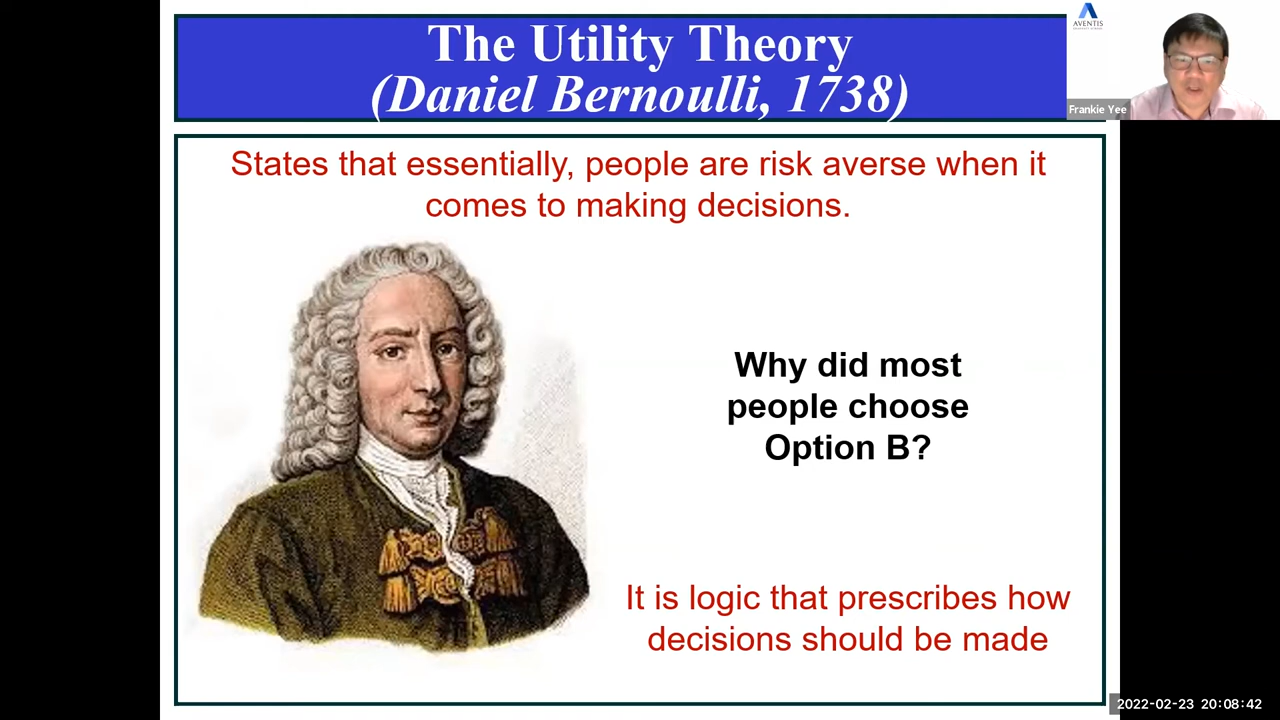 The Utility Theory
(Daniel Bernoulli, 1738)
AVENTIS
Frankie Yee
States that essentially, people are risk averse when it
comes to making decisions.
Why did most
people choose
Option B?
It is logic that prescribes how
decisions should be made
2022-02-23 20:08:42